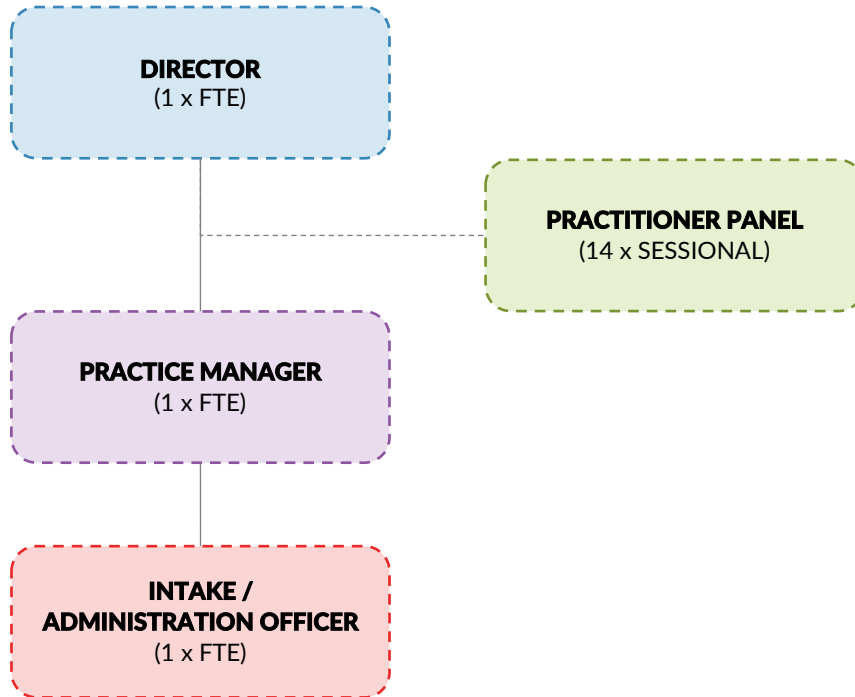 DIRECTOR
(1 x FTE)
PRACTITIONER PANEL
(14 x SESSIONAL)
PRACTICE MANAGER
(1 x FTE)
INTAKE /
ADMINISTRATION OFFICER
(1 x FTE)